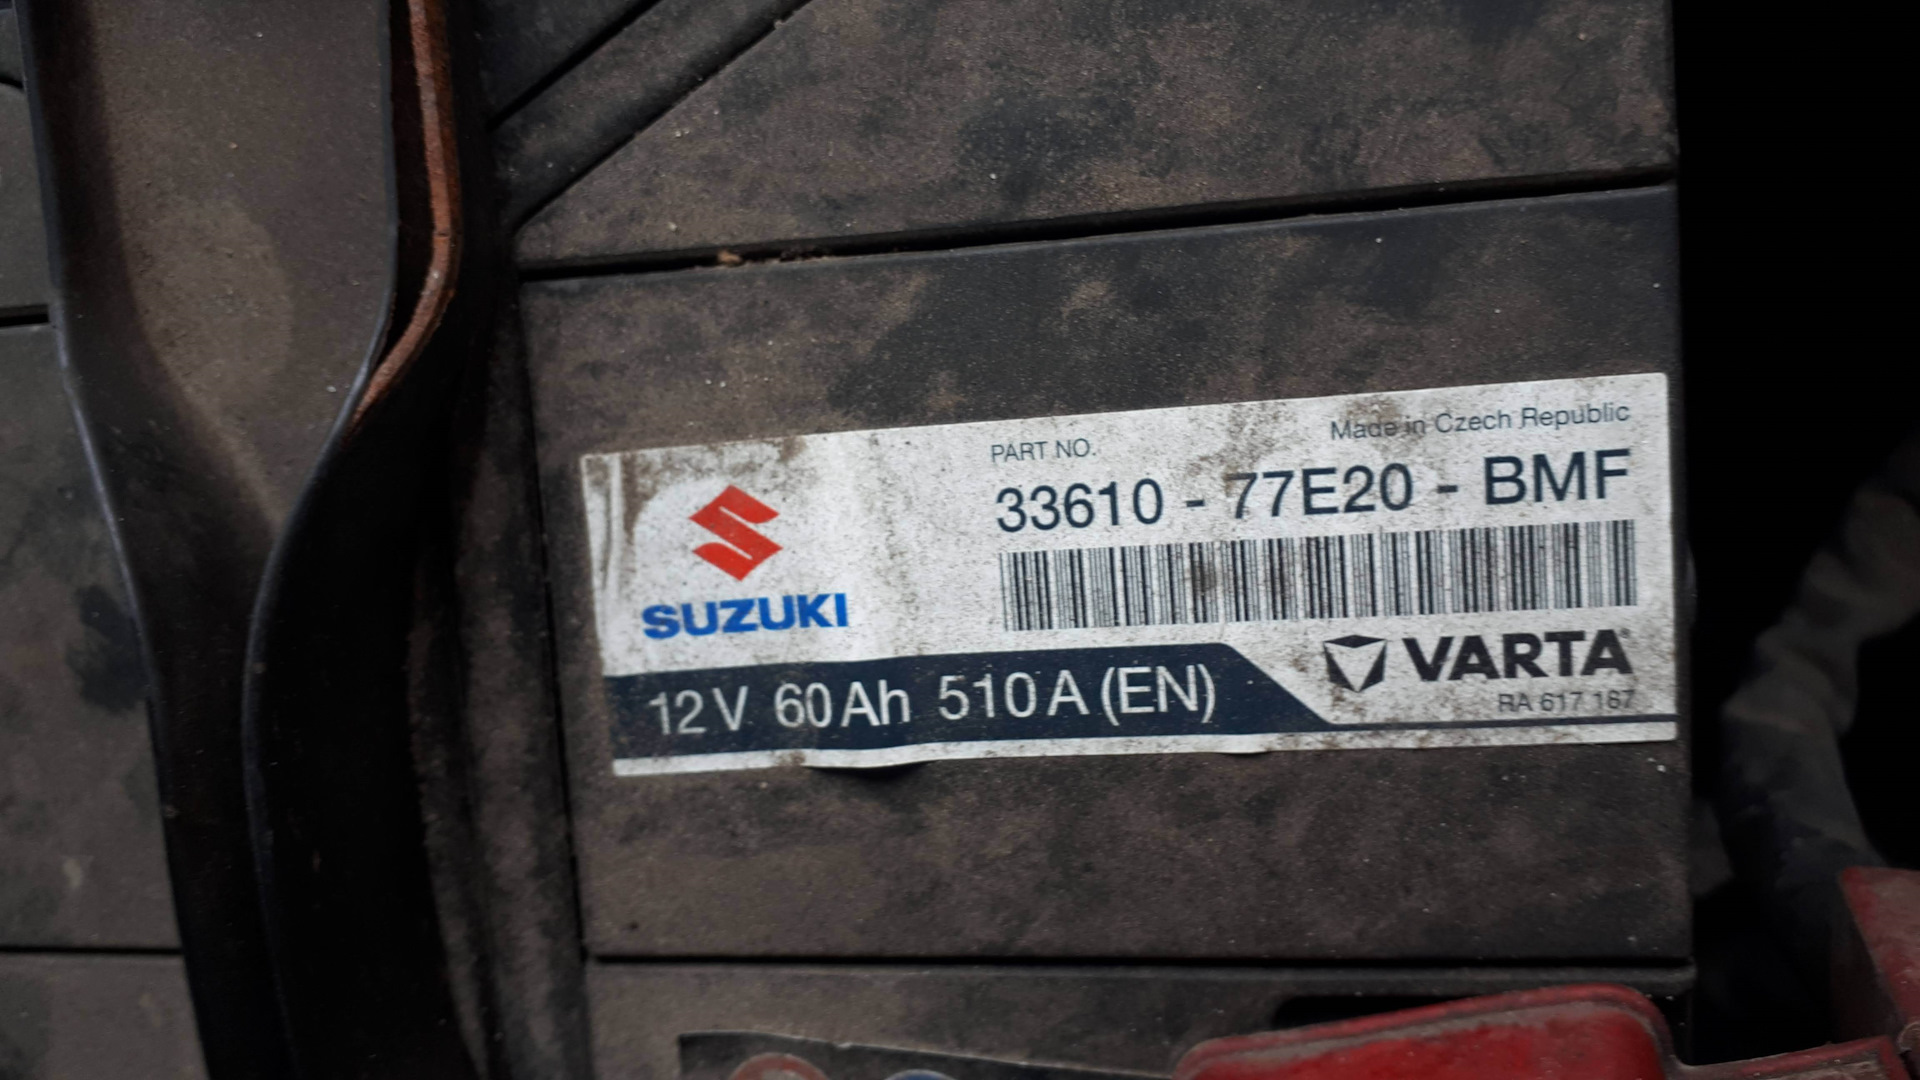 PART NO.
Made in Czech Republic
33610 - 77E20 - BMF
SUZUKI
VARTA
RA 617 167
12V 60Ah 510A (EN)